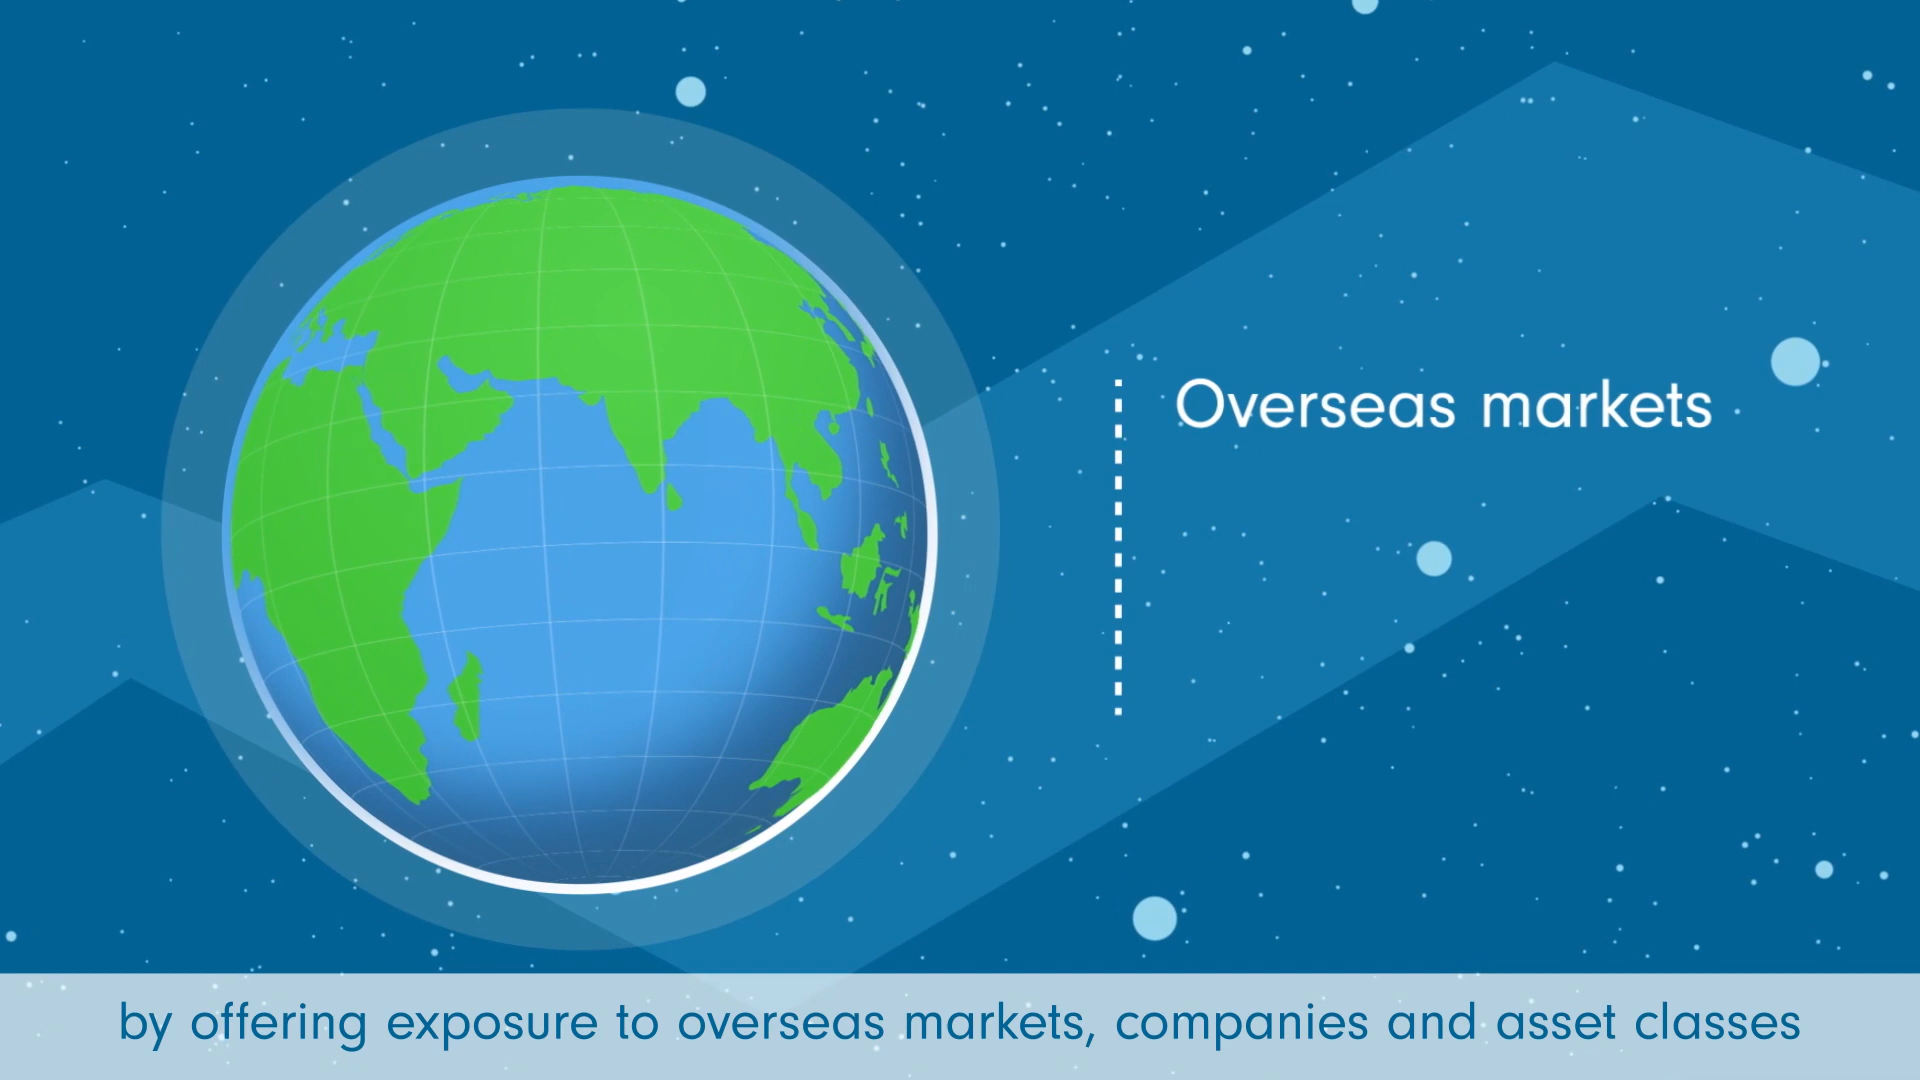 Overseas markets
by offering exposure to overseas markets, companies and asset classes